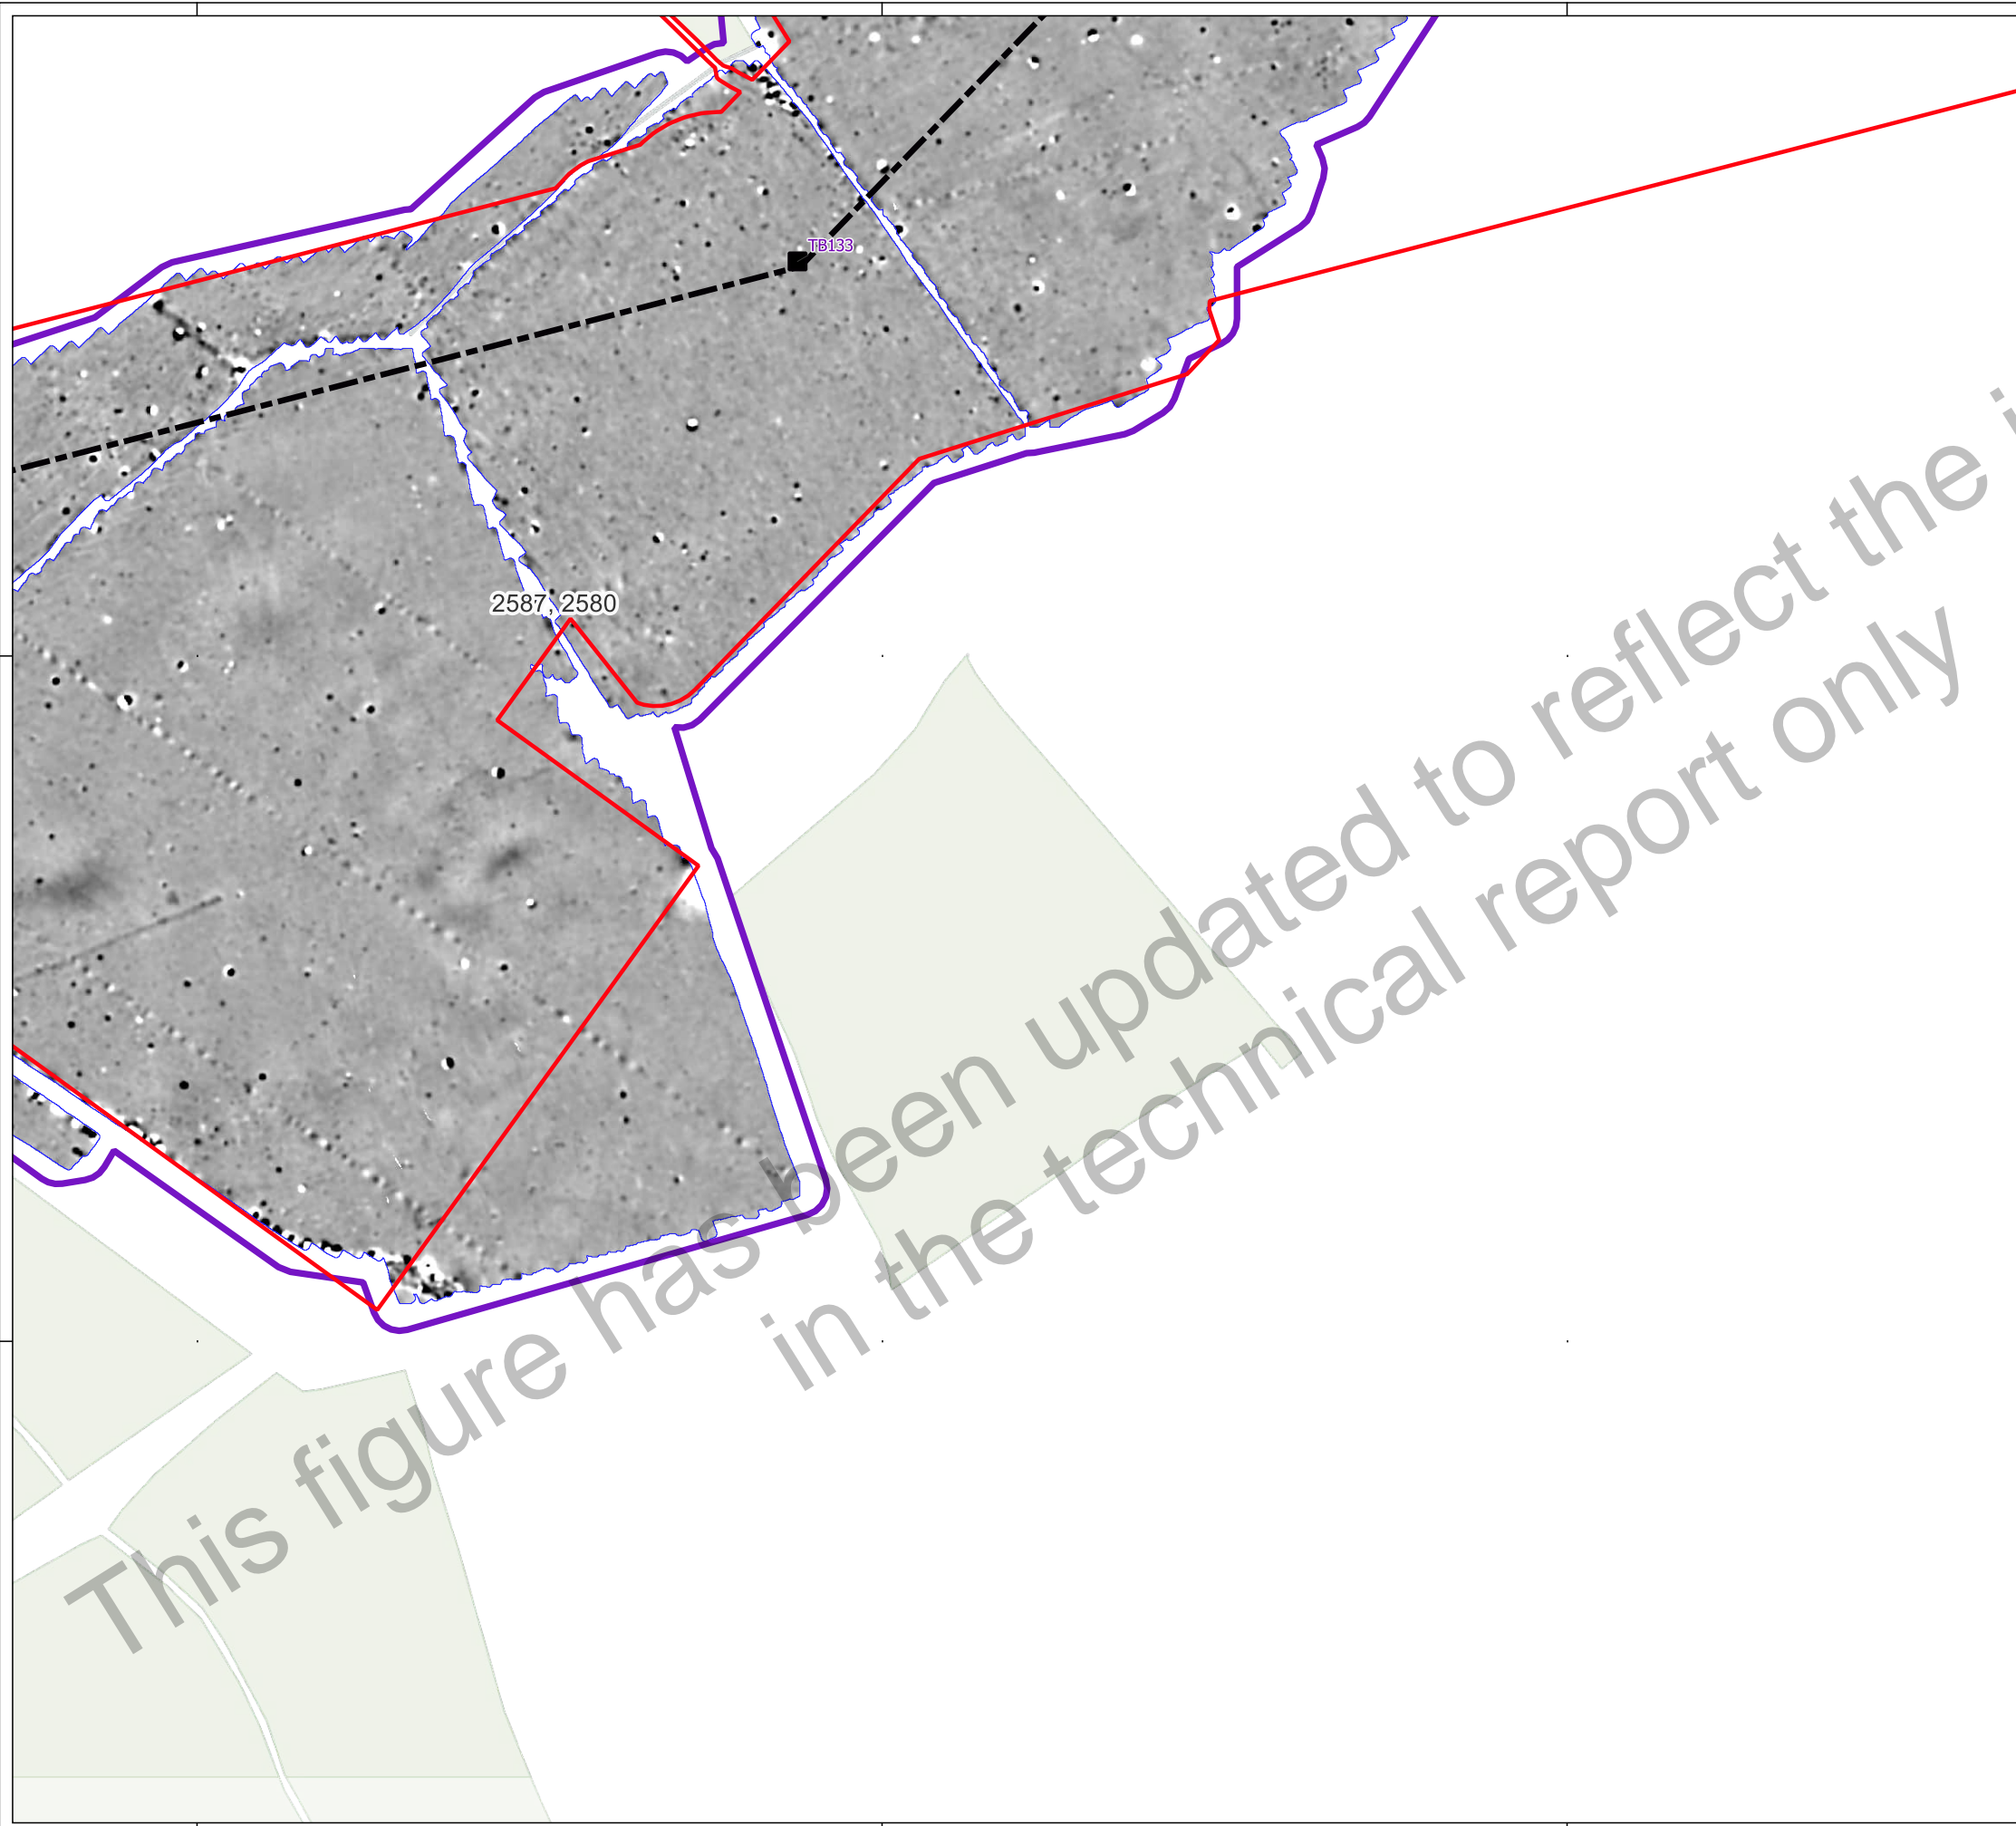 TB133
2587, 2580
This figure has been updated to reflect the
in the technical report only